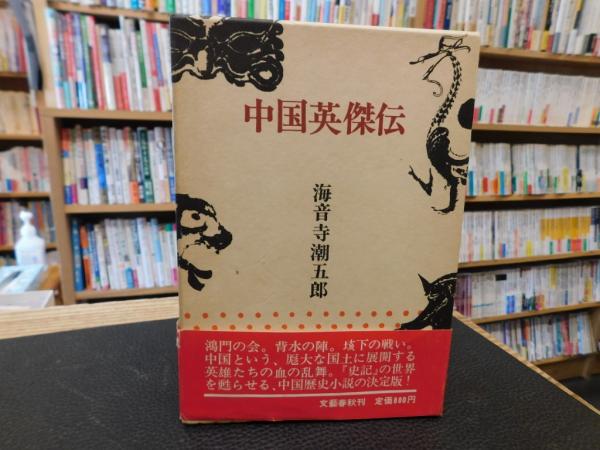 中国英傑伝
海音寺潮五郎
鴻門の会。背水の陣。垓下の戦い。
中国という、厖大な国土に展開する
英雄たちの血の乱舞。『史記』の世界
を甦らせる、中国歴史小説の決定版！
文藝春秋刊 定価800円